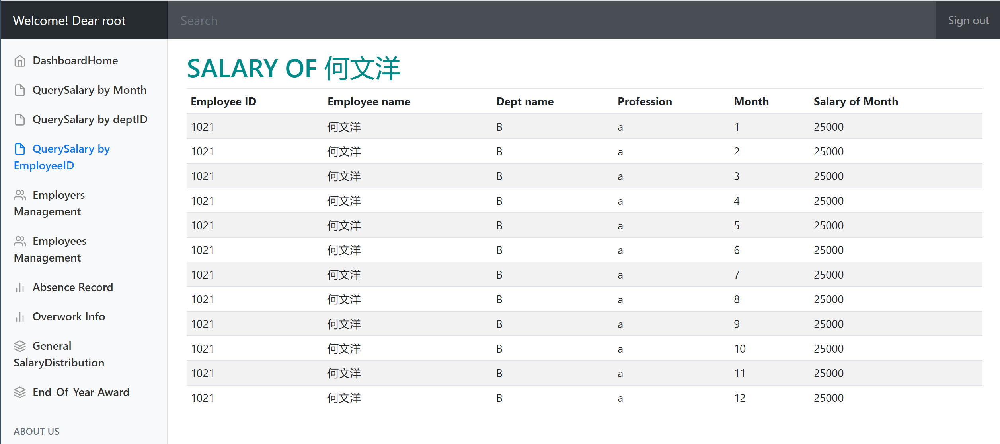 Welcome! Dear root
Search
Sign out
DashboardHome
QuerySalary by Month
QuerySalary by deptID
QuerySalary by
EmployeeID
Employers
Management
Employees
Management
Absence Record
Overwork Info
General
SalaryDistribution
End_Of_Year Award
ABOUT US
SALARY OF 何文洋
Employee ID Employee name Dept name Profession Month Salary of Month
1021 何文洋 B a 1 25000
1021 何文洋 B a 2 25000
1021 何文洋 B a 3 25000
1021 何文洋 B a 4 25000
1021 何文洋 B a 5 25000
1021 何文洋 B a 6 25000
1021 何文洋 B a 7 25000
1021 何文洋 B a 8 25000
1021 何文洋 B a 9 25000
1021 何文洋 B a 10 25000
1021 何文洋 B a 11 25000
1021 何文洋 B a 12 25000